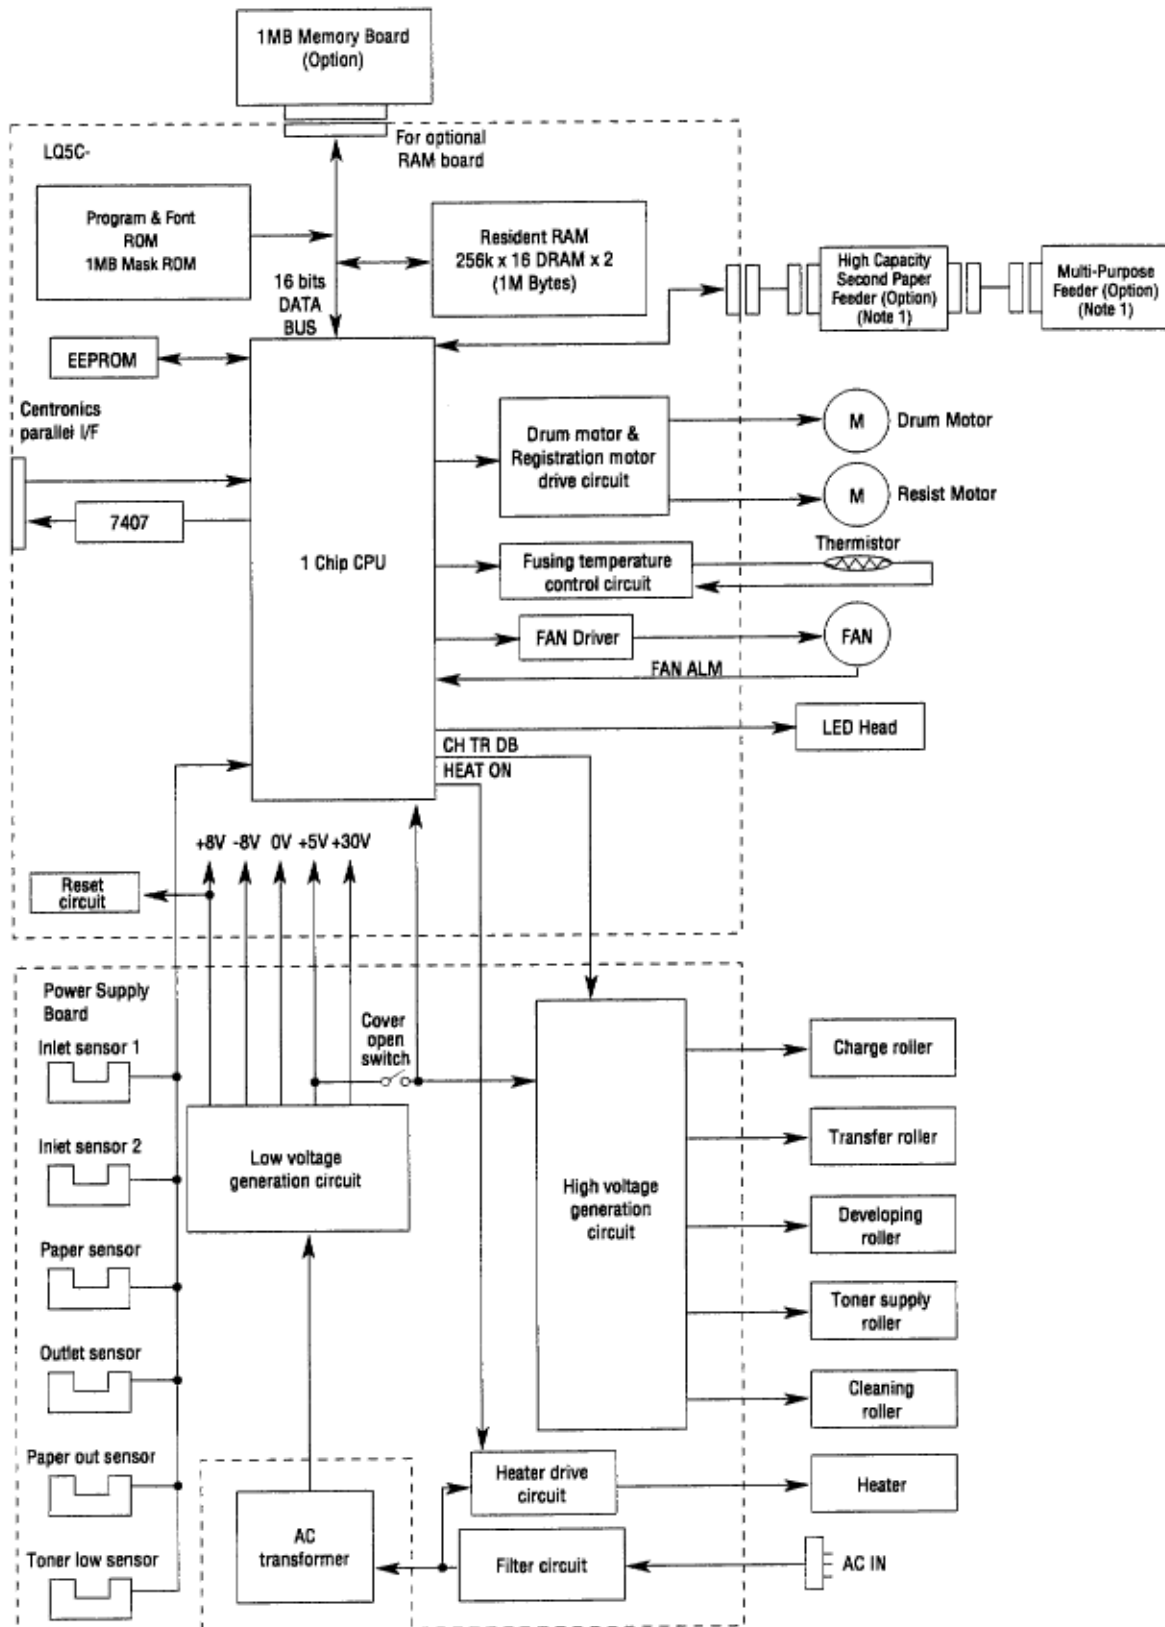 1MB Memory Board
(Option)
For optional
RAM board
LQ5C-
Program & Font
ROM
1MB Mask ROM
Resident RAM
256k x 16 DRAM x 2
(1M Bytes)
16 bits
DATA
BUS
High Capacity
Second Paper
Feeder (Option)
(Note 1)
Multi-Purpose
Feeder (Option)
(Note 1)
EEPROM
Centronics
parallel I/F
7407
1 Chip CPU
Drum motor &
Registration motor
drive circuit
M
Drum Motor
M
Resist Motor
Thermistor
Fusing temperature
control circuit
FAN Driver
FAN
FAN ALM
LED Head
CH TR DB
HEAT ON
+8V -8V 0V +5V +30V
Reset
circuit
Power Supply
Board
Inlet sensor 1
Inlet sensor 2
Paper sensor
Outlet sensor
Paper out sensor
Toner low sensor
Cover
open
switch
Low voltage
generation circuit
High voltage
generation
circuit
Charge roller
Transfer roller
Developing
roller
Toner supply
roller
Cleaning
roller
Heater drive
circuit
Heater
AC
transformer
Filter circuit
AC IN